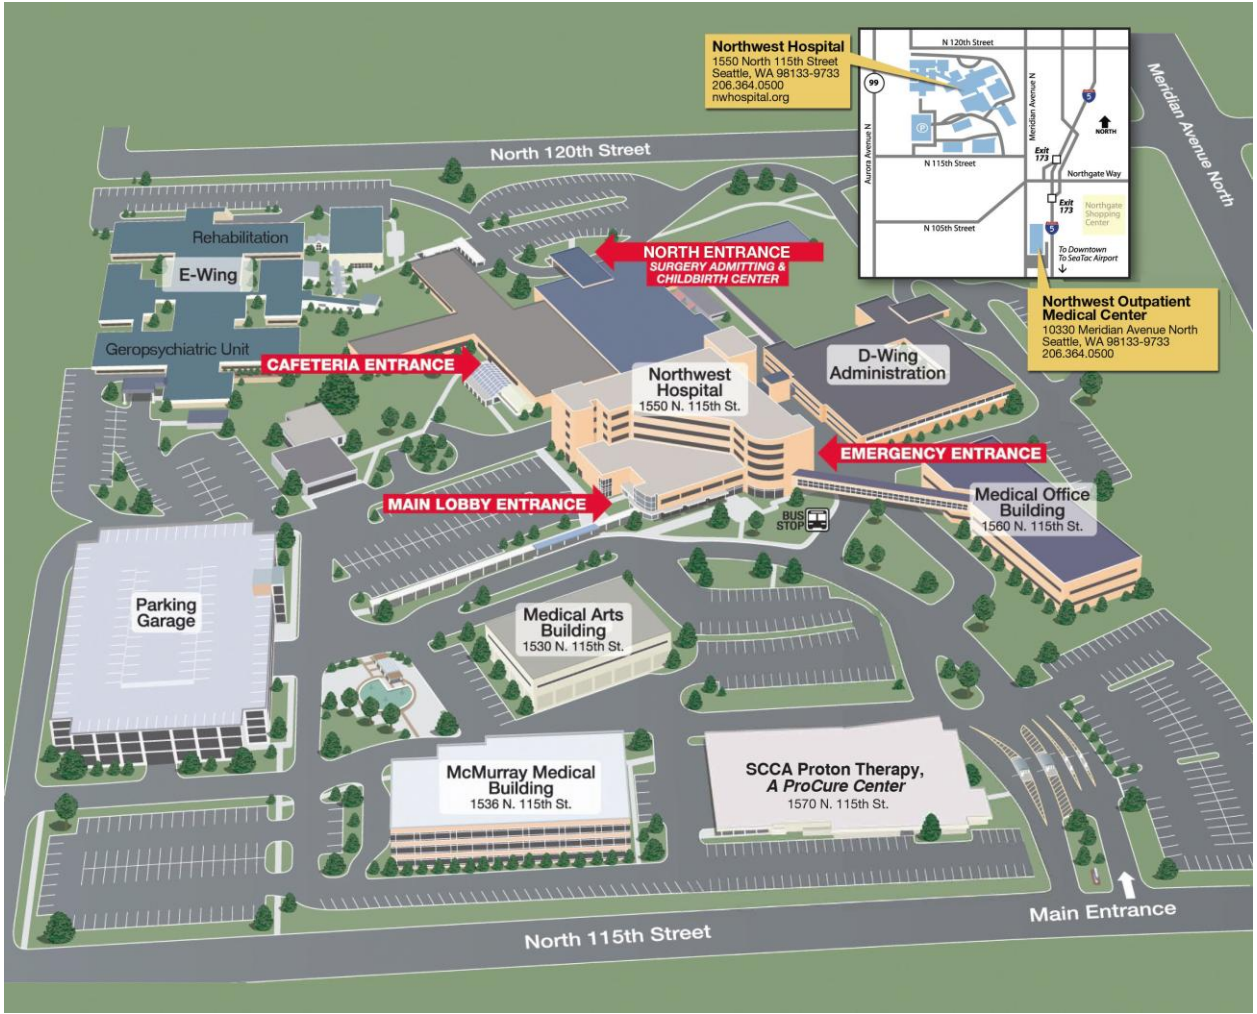 Northwest Hospital
1550 North 115th Street
Seattle, WA 98133-9733
206.364.0500
nwhospital.org
N 120th Street
99
Aurora Avenue N
Meridian Avenue N
5
NORTH
P
Exit
173
N 115th Street
Northgate Way
Exit
173
Northgate
Shopping
Center
N 105th Street
5
To Downtown
To SeaTac Airport
Northwest Outpatient
Medical Center
10330 Meridian Avenue North
Seattle, WA 98133-9733
206.364.0500
Meridian Avenue North
North 120th Street
Rehabilitation
E-Wing
Geropsychiatric Unit
NORTH ENTRANCE
SURGERY ADMITTING &
CHILDBIRTH CENTER
CAFETERIA ENTRANCE
Northwest
Hospital
1550 N. 115th St.
D-Wing
Administration
EMERGENCY ENTRANCE
MAIN LOBBY ENTRANCE
BUS
STOP
Medical Office
Building
1560 N. 115th St.
Parking
Garage
Medical Arts
Building
1530 N. 115th St.
McMurray Medical
Building
1536 N. 115th St.
SCCA Proton Therapy,
A ProCure Center
1570 N. 115th St.
Main Entrance
North 115th Street